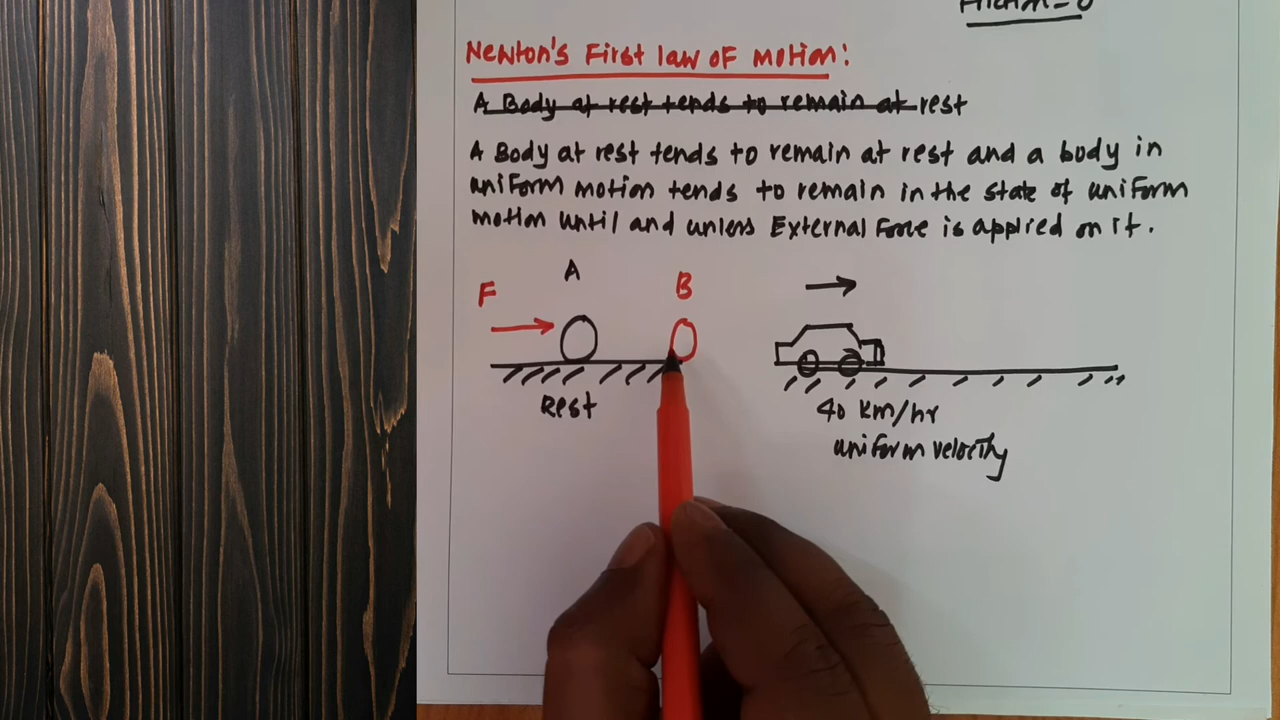 Newton's First law of motion:
A Body at rest tends to remain at rest
A Body at rest tends to remain at rest and a body in
uniform motion tends to remain in the state of uniform
motion until and unless External Force is applied on it.
A
B
F
Rest
40 km/hr
uniform velocity